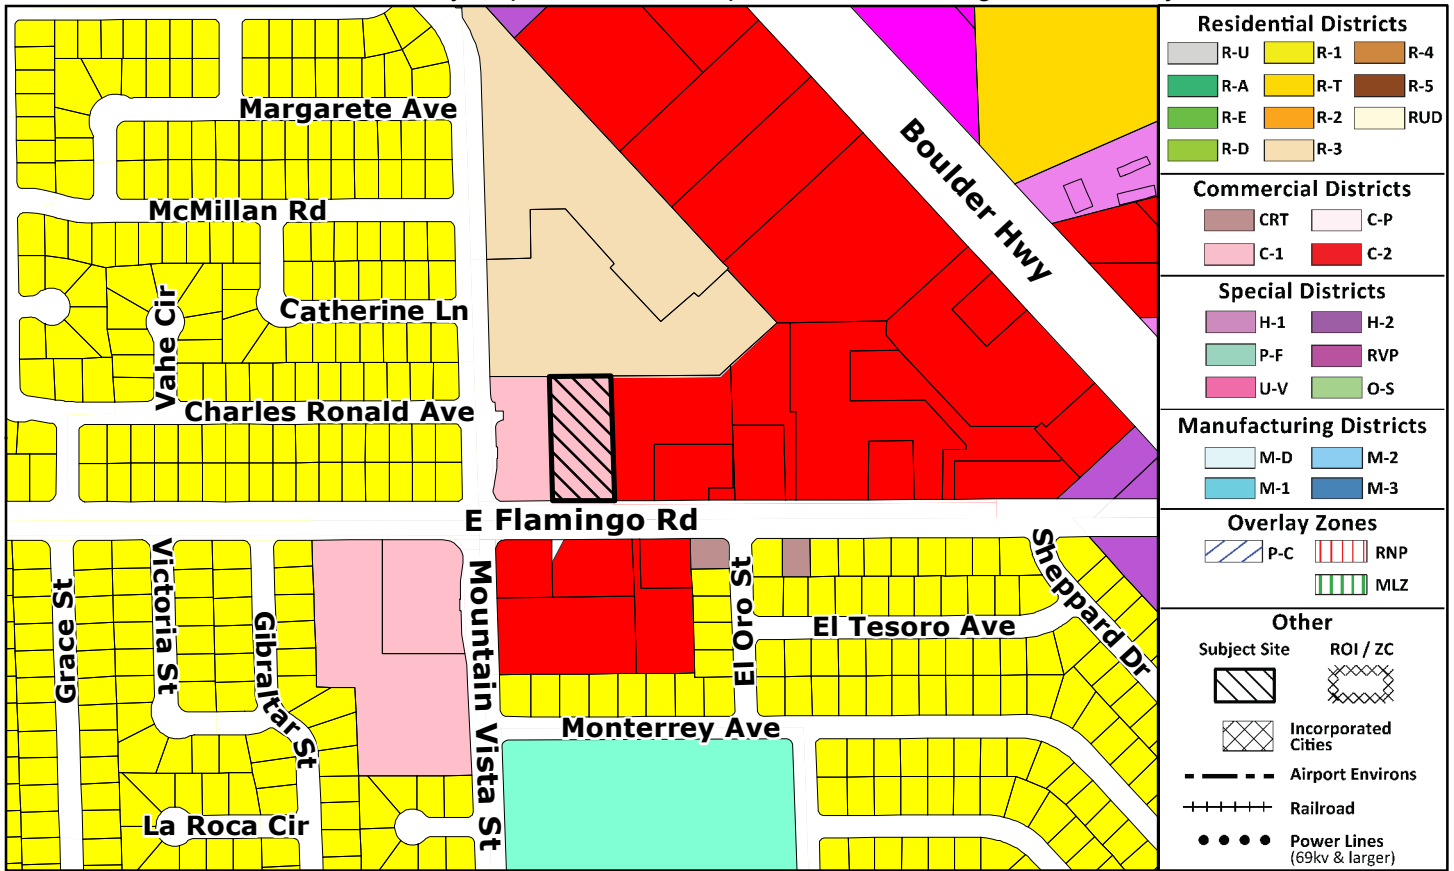 Margarete Ave
McMillan Rd
Catherine Ln
Vahe Cir
Charles Ronald Ave
Boulder Hwy
E Flamingo Rd
Grace St
Victoria St
Gibraltar St
La Roca Cir
Mountain Vista St
El Oro St
El Tesoro Ave
Sheppard Dr
Monterrey Ave
Residential Districts
R-U R-1 R-4
R-A R-T R-5
R-E R-2 RUD
R-D R-3
Commercial Districts
CRT C-P
C-1 C-2
Special Districts
H-1 H-2
P-F RVP
U-V O-S
Manufacturing Districts
M-D M-2
M-1 M-3
Overlay Zones
P-C RNP
MLZ
Other
Subject Site ROI / ZC
Incorporated
Cities
Airport Environs
Railroad
Power Lines
(69kv & larger)